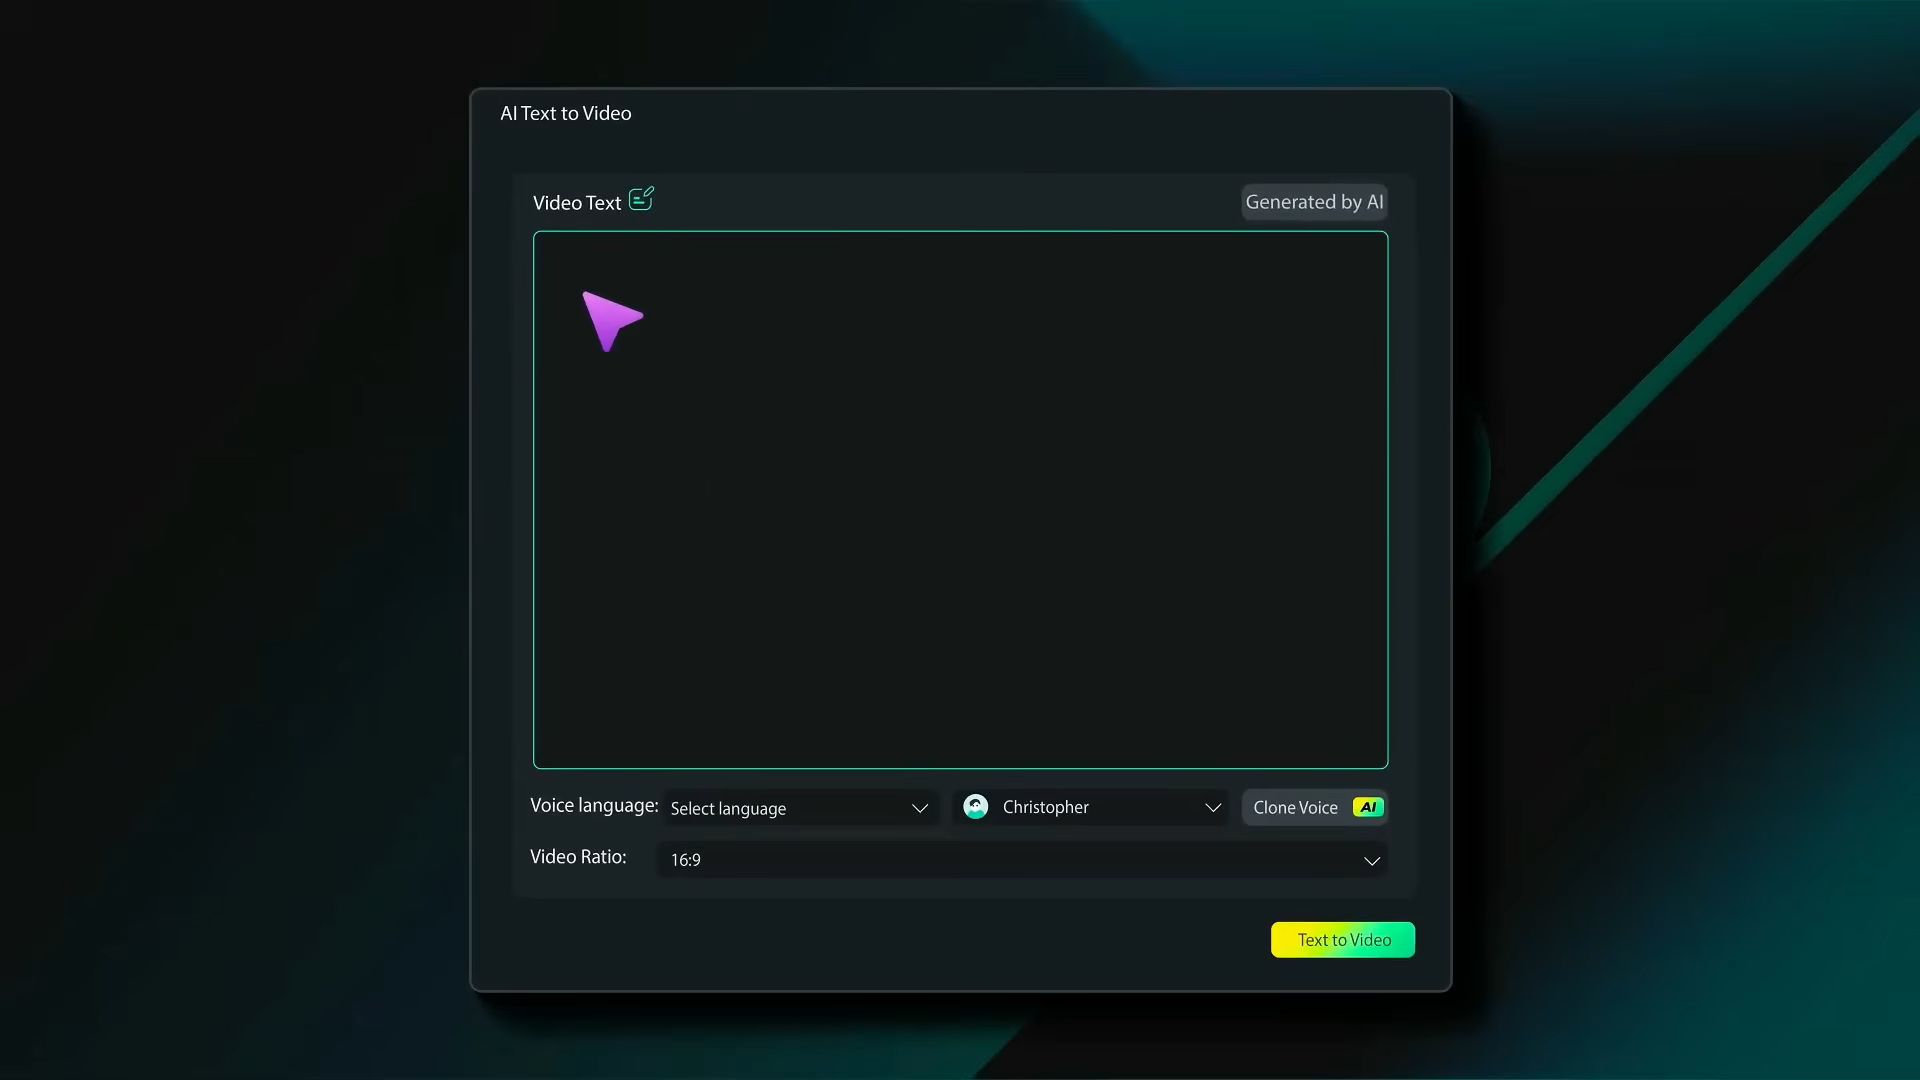 AI Text to Video
Video Text
Generated by AI
Voice language:
Select language
Christopher
Clone Voice AI
Video Ratio:
16:9
Text to Video